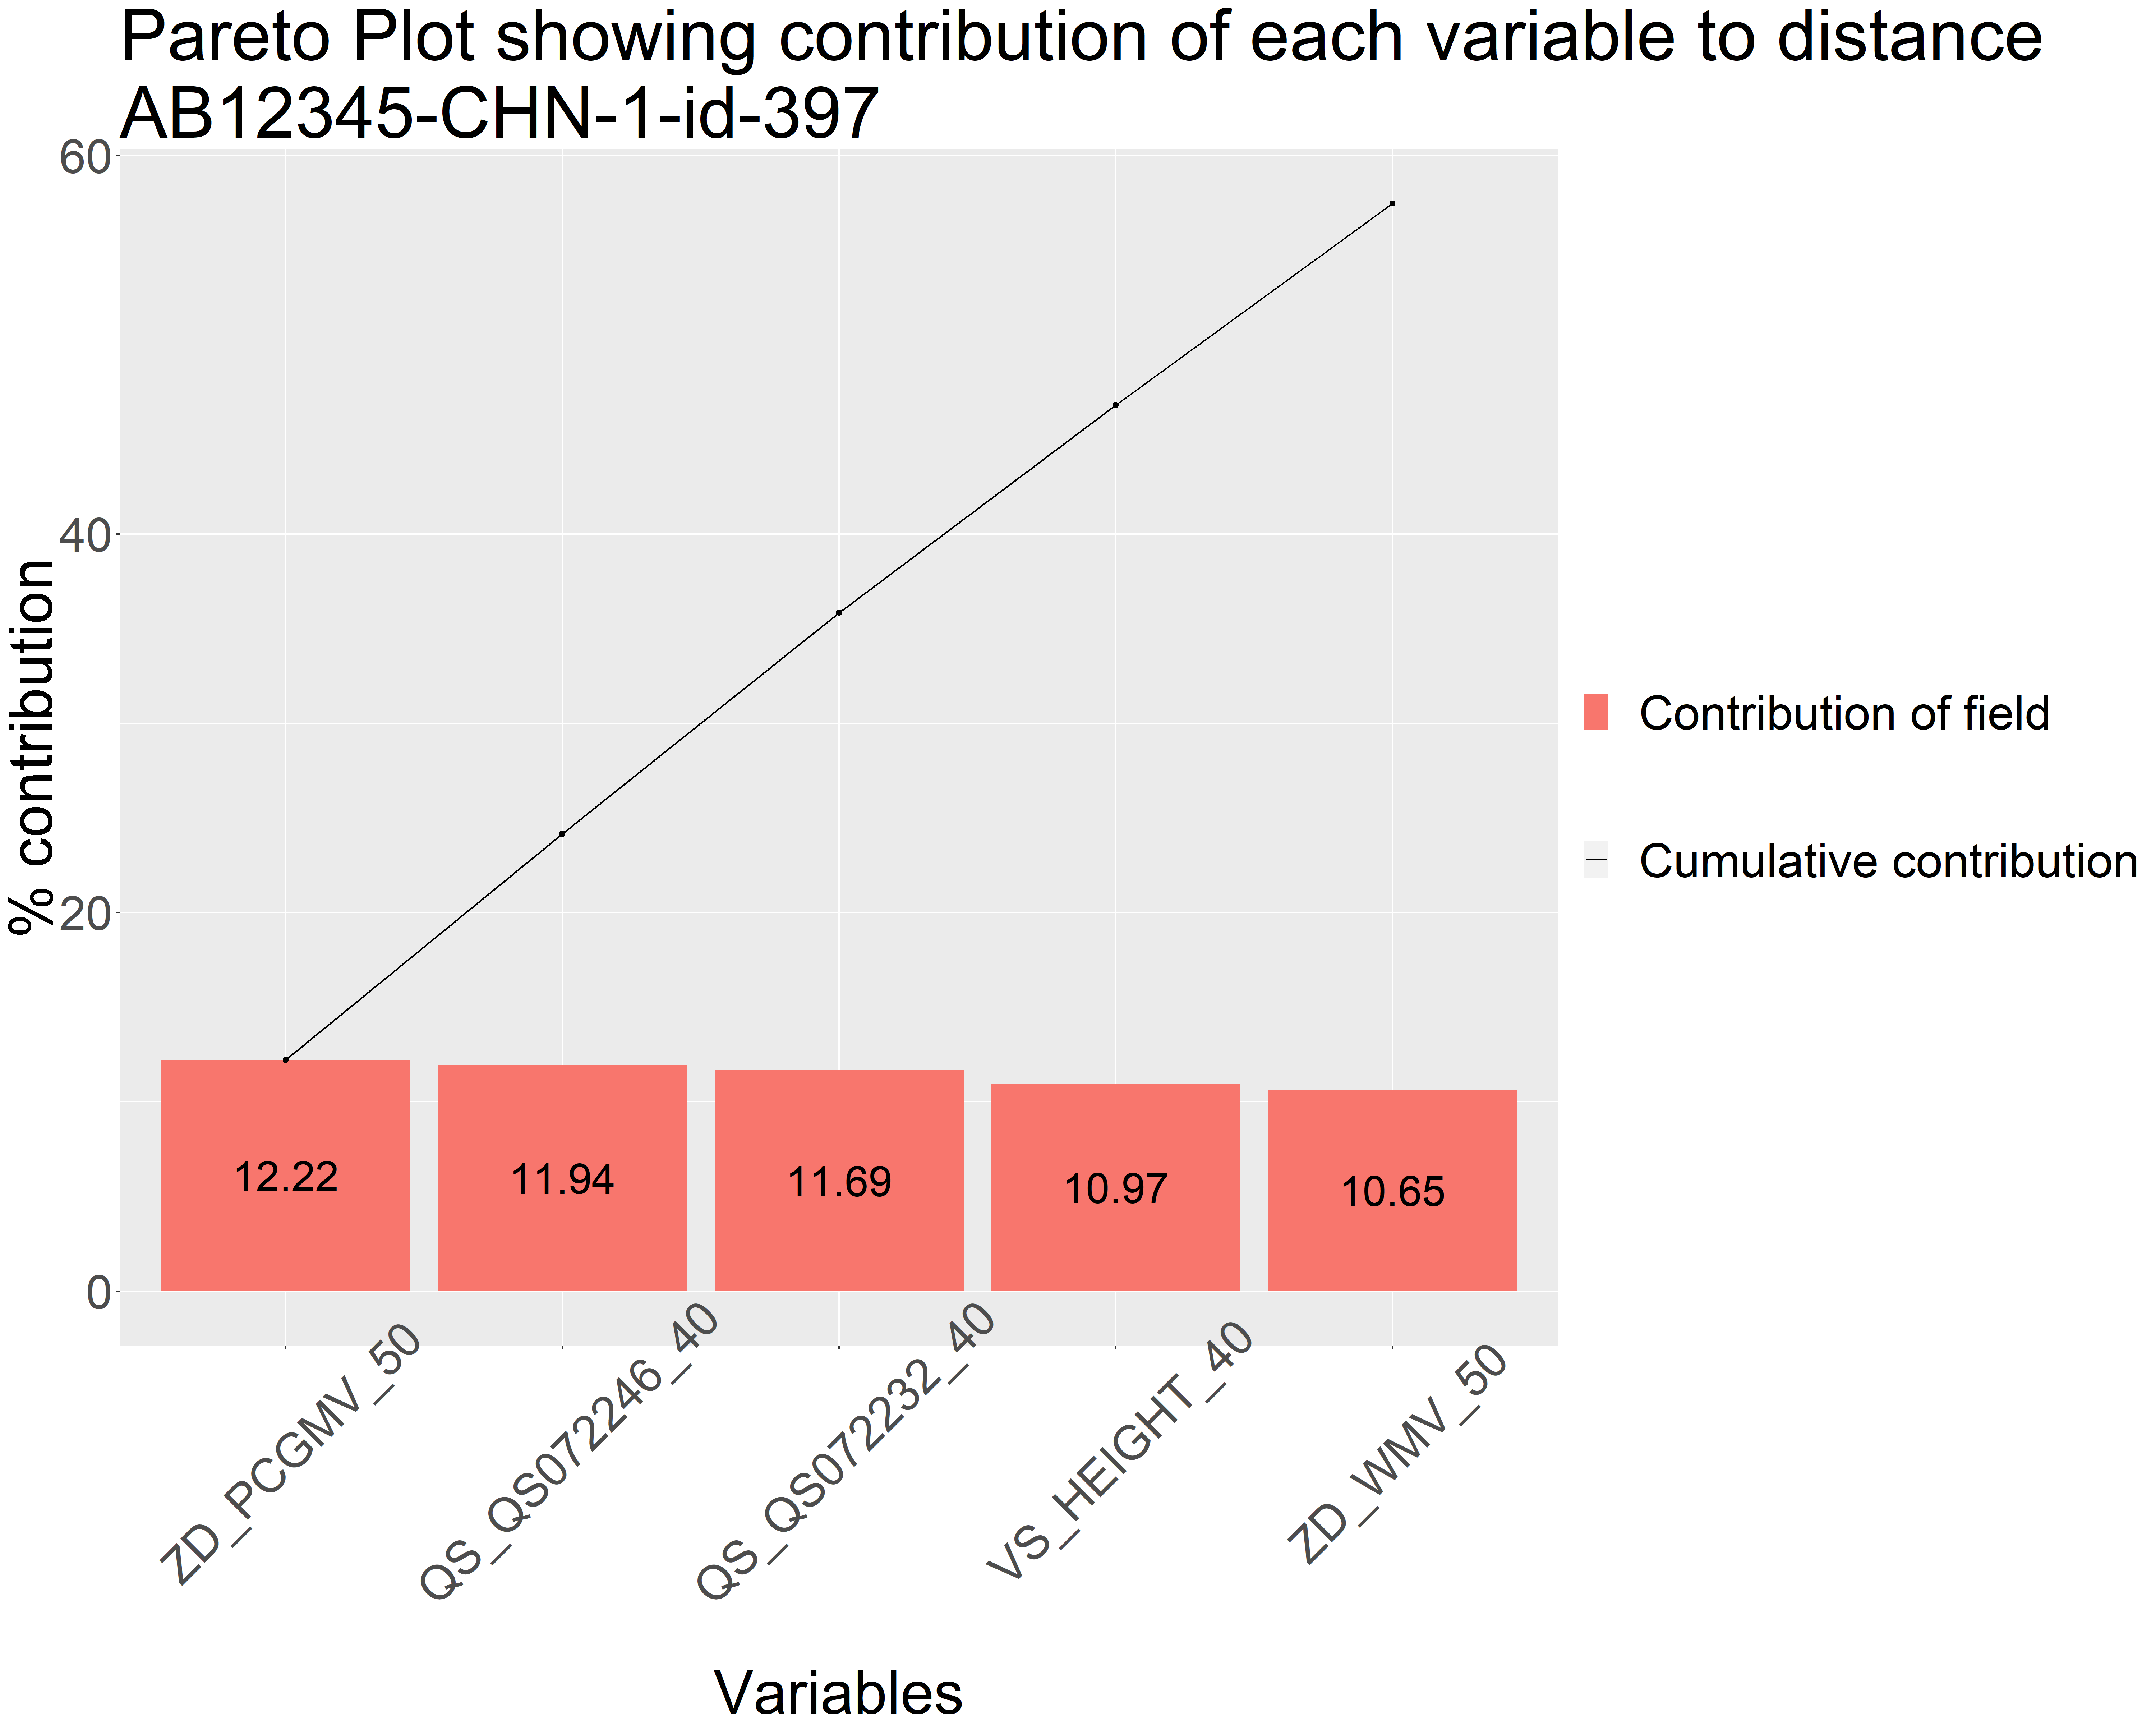 Pareto Plot showing contribution of each variable to distance
AB12345-CHN-1-id-397
60
40
20
0
% contribution
12.22
11.94
11.69
10.97
10.65
ZD_PCGMV_50
QS_QS072246_40
QS_QS072232_40
VS_HEIGHT_40
ZD_WMV_50
Variables
Contribution of field
Cumulative contribution